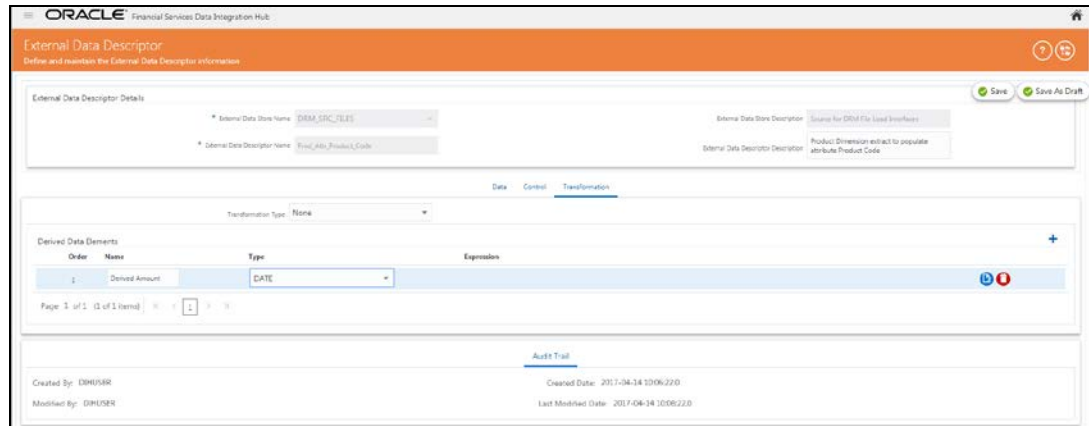 ORACLE® Financial Services Data Integration Hub
External Data Descriptor
Define and maintain the External Data Descriptor information
Save
Save As Draft
External Data Descriptor Details
* External Data Store Name DRM_SRC_FILES
External Data Store Description Source for DRM File Load Interfaces
* External Data Descriptor Name Prod_Attr_Product_Code
External Data Descriptor Description Product Dimension extract to populate
attribute Product Code
Data Control Transformation
Transformation Type None
Derived Data Elements
Order Name Type Expression
1 Derived Amount DATE
Page 1 of 1 (1 of 1 items) 1
Audit Trail
Created By: DIHUSER
Created Date: 2017-04-14 10:06:22.0
Modified By: DIHUSER
Last Modified Date: 2017-04-14 10:06:22.0